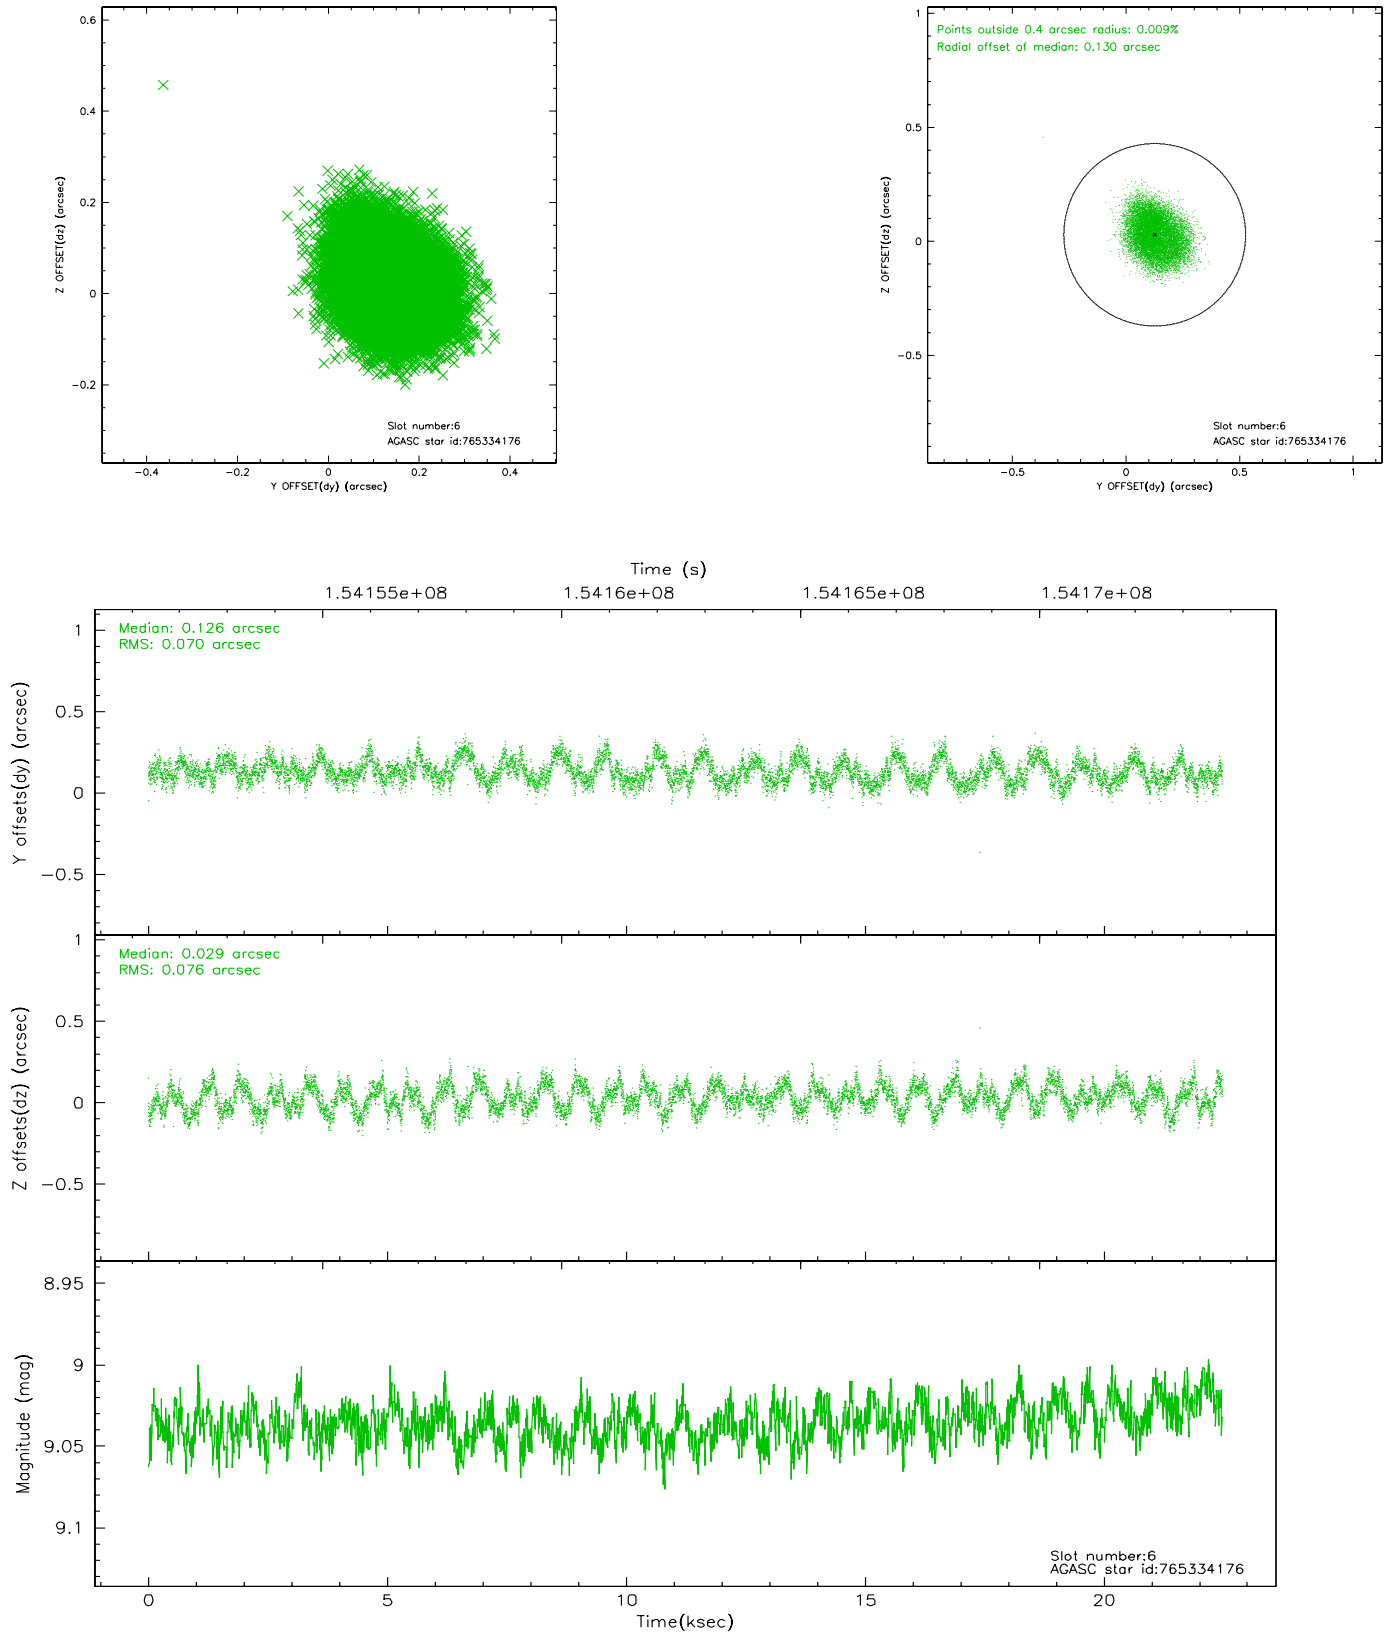 0.6
0.4
0.2
0
−0.2
−0.4
−0.2
0
0.2
0.4
Z OFFSET(dz) (arcsec)
Y OFFSET(dy) (arcsec)
Slot number:6
AGASC star id:765334176
Points outside 0.4 arcsec radius: 0.009%
Radial offset of median: 0.130 arcsec
1
0.5
0
−0.5
−0.5
0
0.5
1
Z OFFSET(dz) (arcsec)
Y OFFSET(dy) (arcsec)
Slot number:6
AGASC star id:765334176
Time (s)
1.54155e+08
1.5416e+08
1.54165e+08
1.5417e+08
Median: 0.126 arcsec
RMS: 0.070 arcsec
1
0.5
0
−0.5
Y offsets(dy) (arcsec)
Median: 0.029 arcsec
RMS: 0.076 arcsec
1
0.5
0
−0.5
Z offsets(dz) (arcsec)
8.95
9
9.05
9.1
Magnitude (mag)
Slot number:6
AGASC star id:765334176
0
5
10
15
20
Time(ksec)